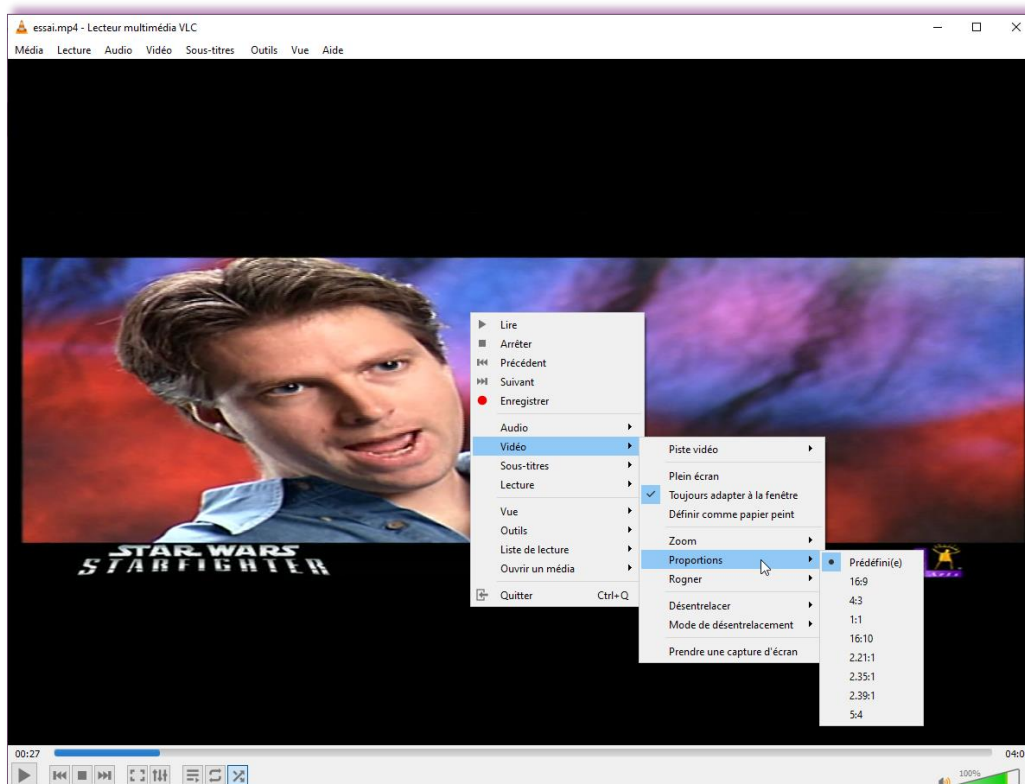 essai.mp4 - Lecteur multimédia VLC
Média Lecture Audio Vidéo Sous-titres Outils Vue Aide
Lire
Arrêter
Précédent
Suivant
Enregistrer
Audio
Vidéo
Sous-titres
Lecture
Vue
Outils
Liste de lecture
Ouvrir un média
Quitter Ctrl+Q
Piste vidéo
Plein écran
Toujours adapter à la fenêtre
Définir comme papier peint
Zoom
Proportions
Rogner
Désentrelacer
Mode de désentrelacement
Prendre une capture d'écran
Prédéfini(e)
16:9
4:3
1:1
16:10
2.21:1
2.35:1
2.39:1
5:4
STAR WARS
STARFIGHTER
00:27
100%